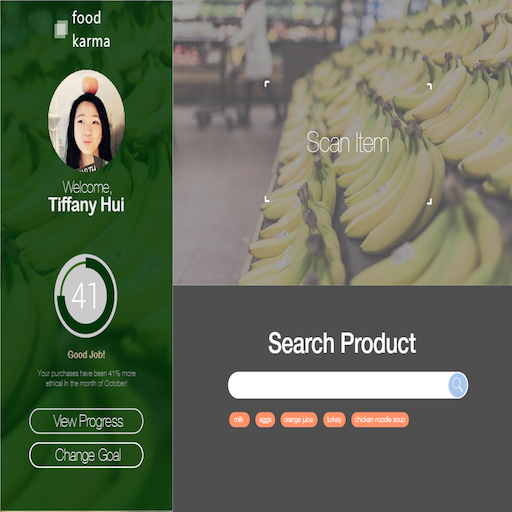 food
karma
Welcome,
Tiffany Hui
41
Good Job!
Your purchases have been 41% more
ethical in the month of October!
View Progress
Change Goal
Scan Item
Search Product
milk eggs orange juice turkey chicken noodle soup